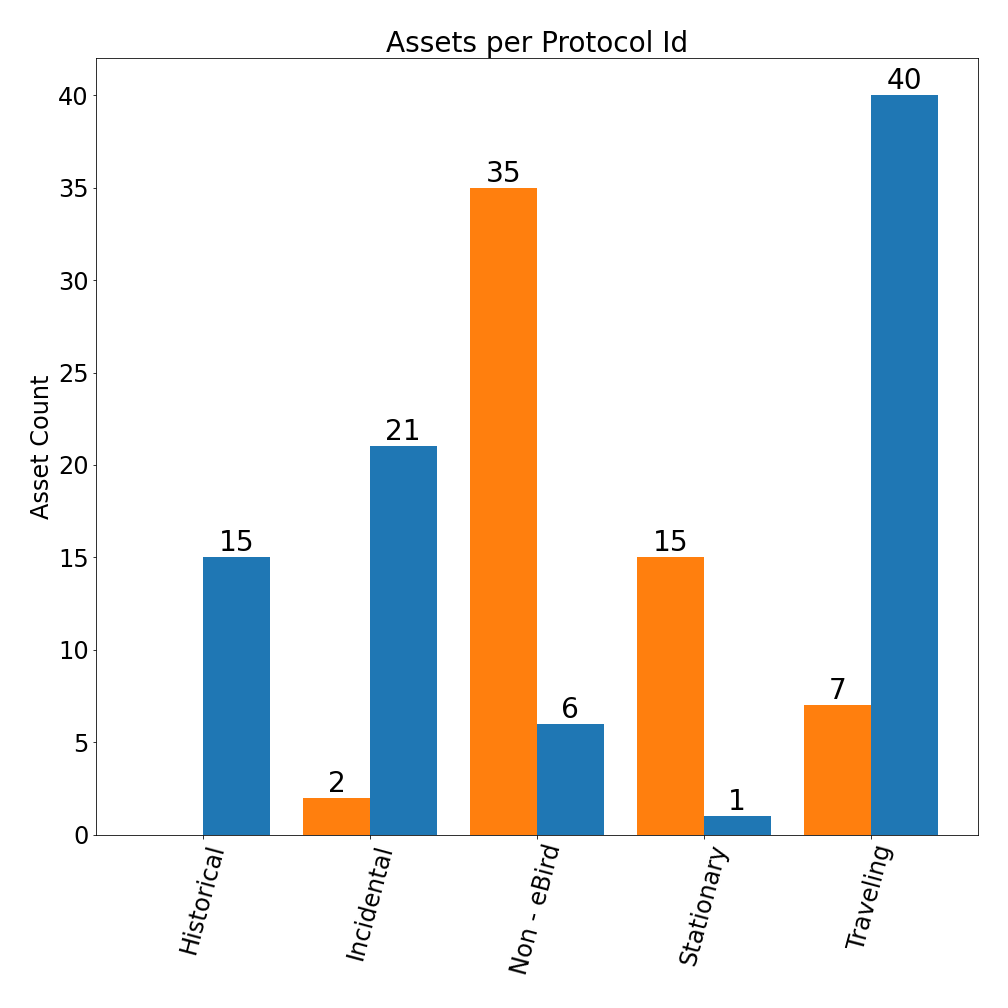 Assets per Protocol Id
Asset Count
40
35
30
25
20
15
10
5
0
15
2
21
35
6
15
1
7
40
Historical
Incidental
Non - eBird
Stationary
Traveling